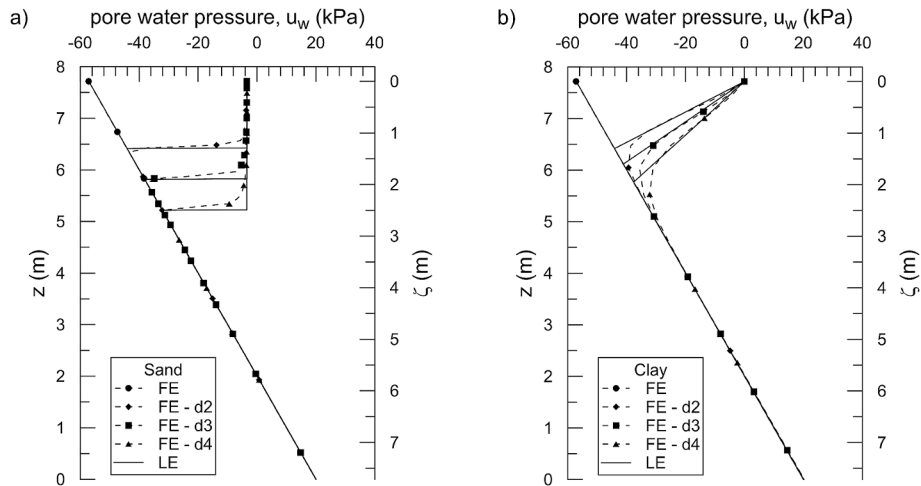 a) pore water pressure, u_w (kPa)
-60 -40 -20 0 20 40
8
7
6
5
4
3
2
1
0
z (m)
0
1
2
3
4
5
6
7
ζ (m)
Sand
FE
FE - d2
FE - d3
FE - d4
LE
b) pore water pressure, u_w (kPa)
-60 -40 -20 0 20 40
8
7
6
5
4
3
2
1
0
z (m)
0
1
2
3
4
5
6
7
ζ (m)
Clay
FE
FE - d2
FE - d3
FE - d4
LE